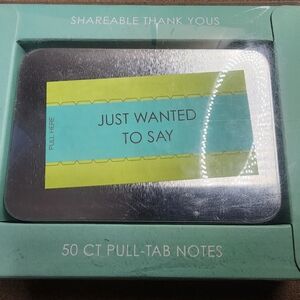 SHAREABLE THANK YOUS
PULL HERE
JUST WANTED
TO SAY
50 CT PULL-TAB NOTES